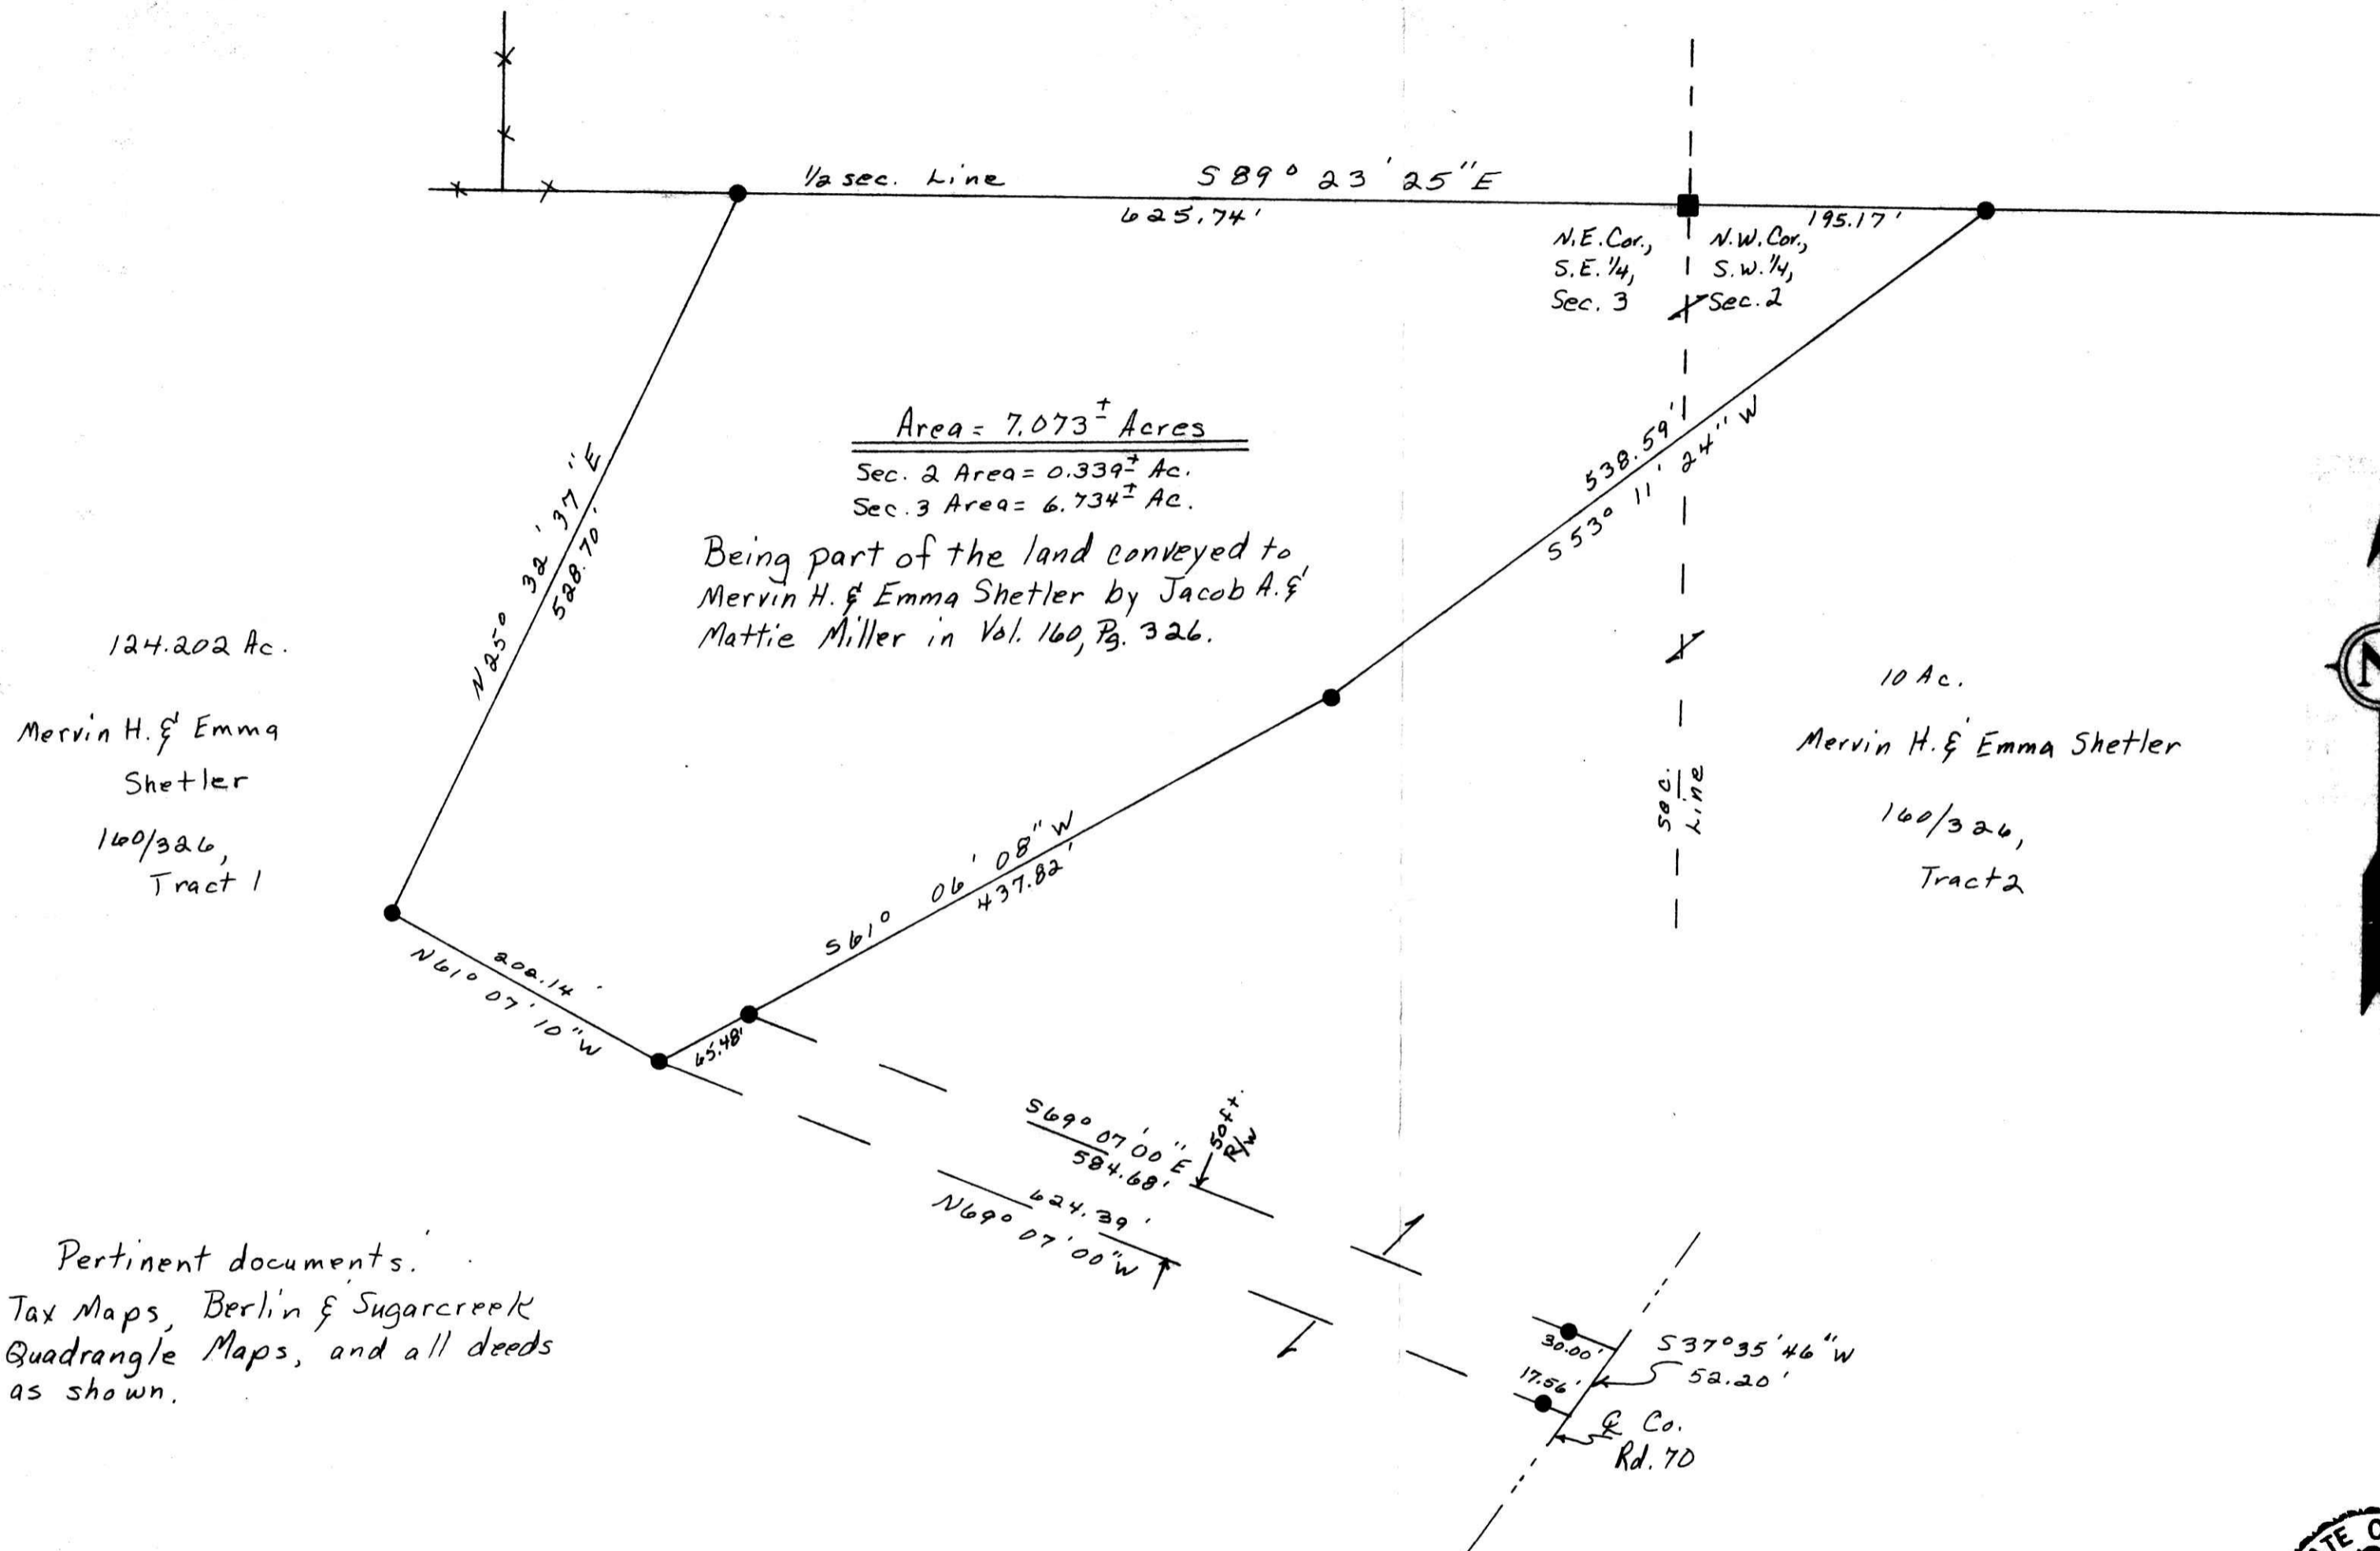 1/2 sec. Line
S 89° 23' 25" E
625.74'
195.17'
N.E. Cor.,
S.E. 1/4,
Sec. 3
N.W. Cor.,
S.W. 1/4,
Sec. 2
Area = 7.073± Acres
Sec. 2 Area = 0.339± Ac.
Sec. 3 Area = 6.734± Ac.
Being part of the land conveyed to
Mervin H. & Emma Shetler by Jacob A. &
Mattie Miller in Vol. 160, Pg. 326.
N 25° 32' 37" E
528.70'
538.59'
S 53° 11' 24" W
124.202 Ac.
Mervin H. & Emma
Shetler
160/326,
Tract 1
10 Ac.
Mervin H. & Emma Shetler
160/326,
Tract 2
N
Sec.
Line
S 61° 06' 08" W
437.82'
202.14'
N 61° 07' 10" W
65.48'
S 69° 07' 00" E
584.68'
50 ft.
R/W
624.39'
N 69° 07' 00" W
30.00'
17.56'
S 37° 35' 46" W
52.20'
℄ Co.
Rd. 70
Pertinent documents:
Tax Maps, Berlin & Sugarcreek
Quadrangle Maps, and all deeds
as shown.